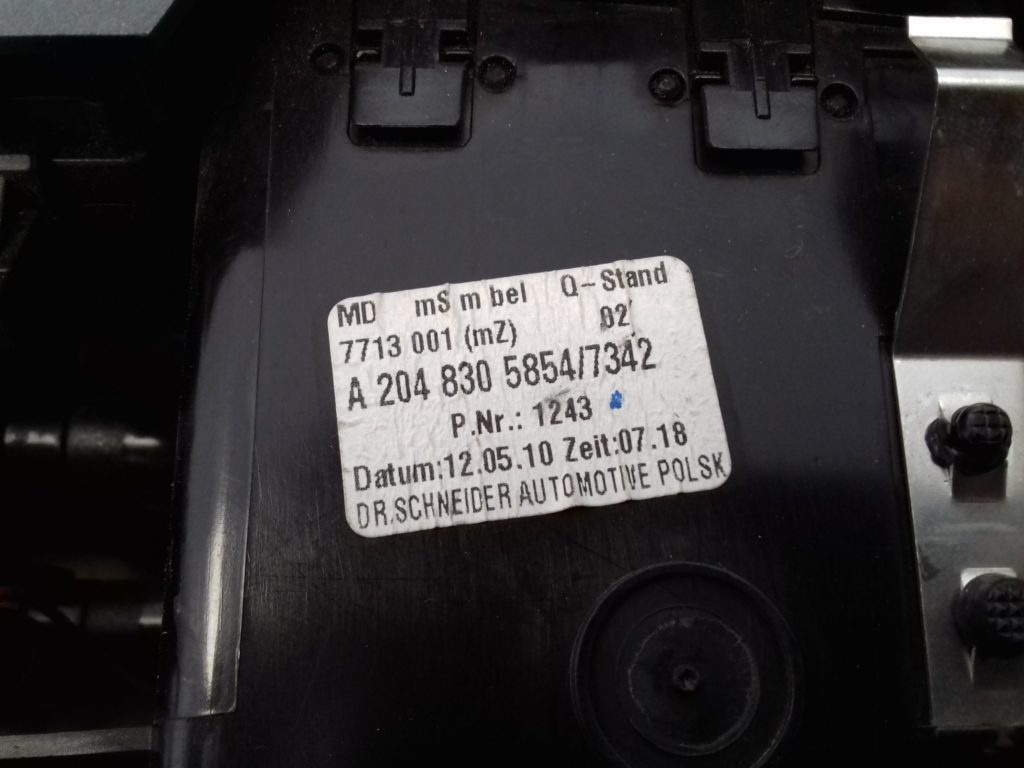 MD mS m bel Q-Stand
7713 001 (mZ) 02
A 204 830 5854/7342
P.Nr.: 1243
Datum:12.05.10 Zeit:07.18
DR.SCHNEIDER AUTOMOTIVE POLSK